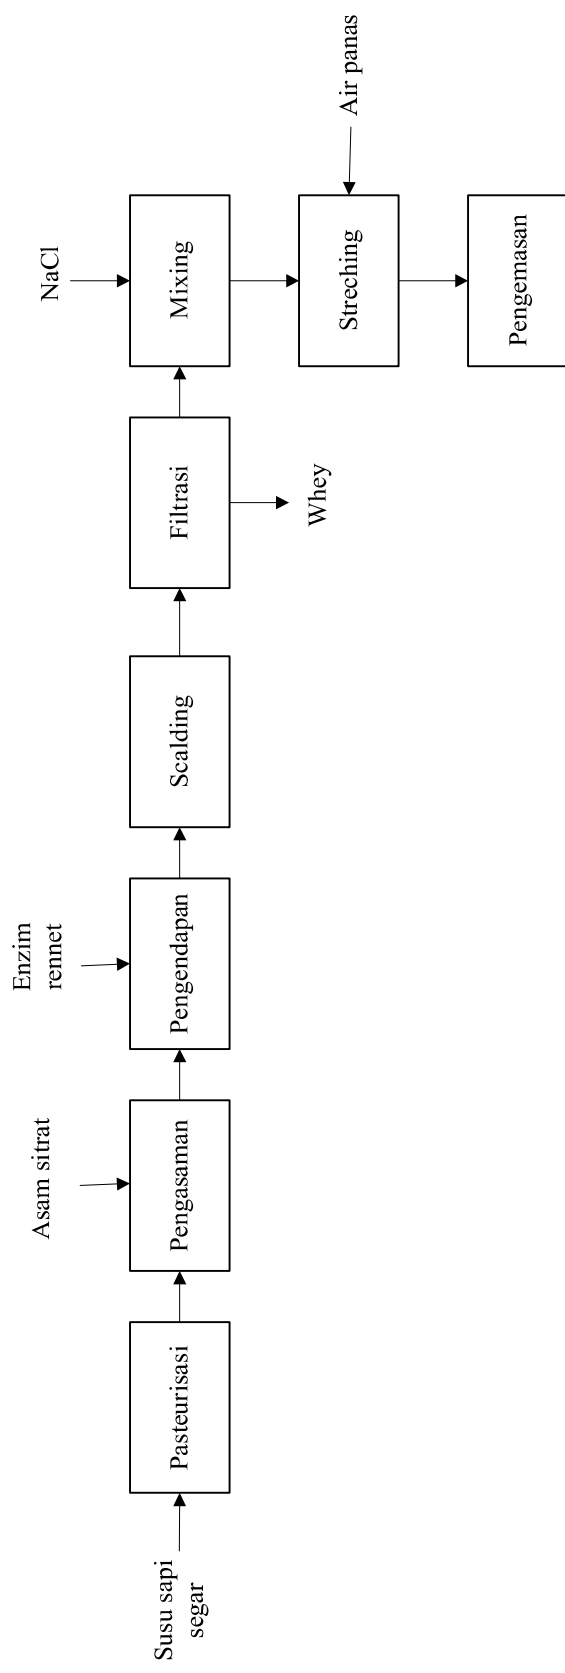 Susu sapi
segar
Pasteurisasi
Asam sitrat
Pengasaman
Enzim
rennet
Pengendapan
Scalding
Filtrasi
Whey
NaCl
Mixing
Air panas
Streching
Pengemasan